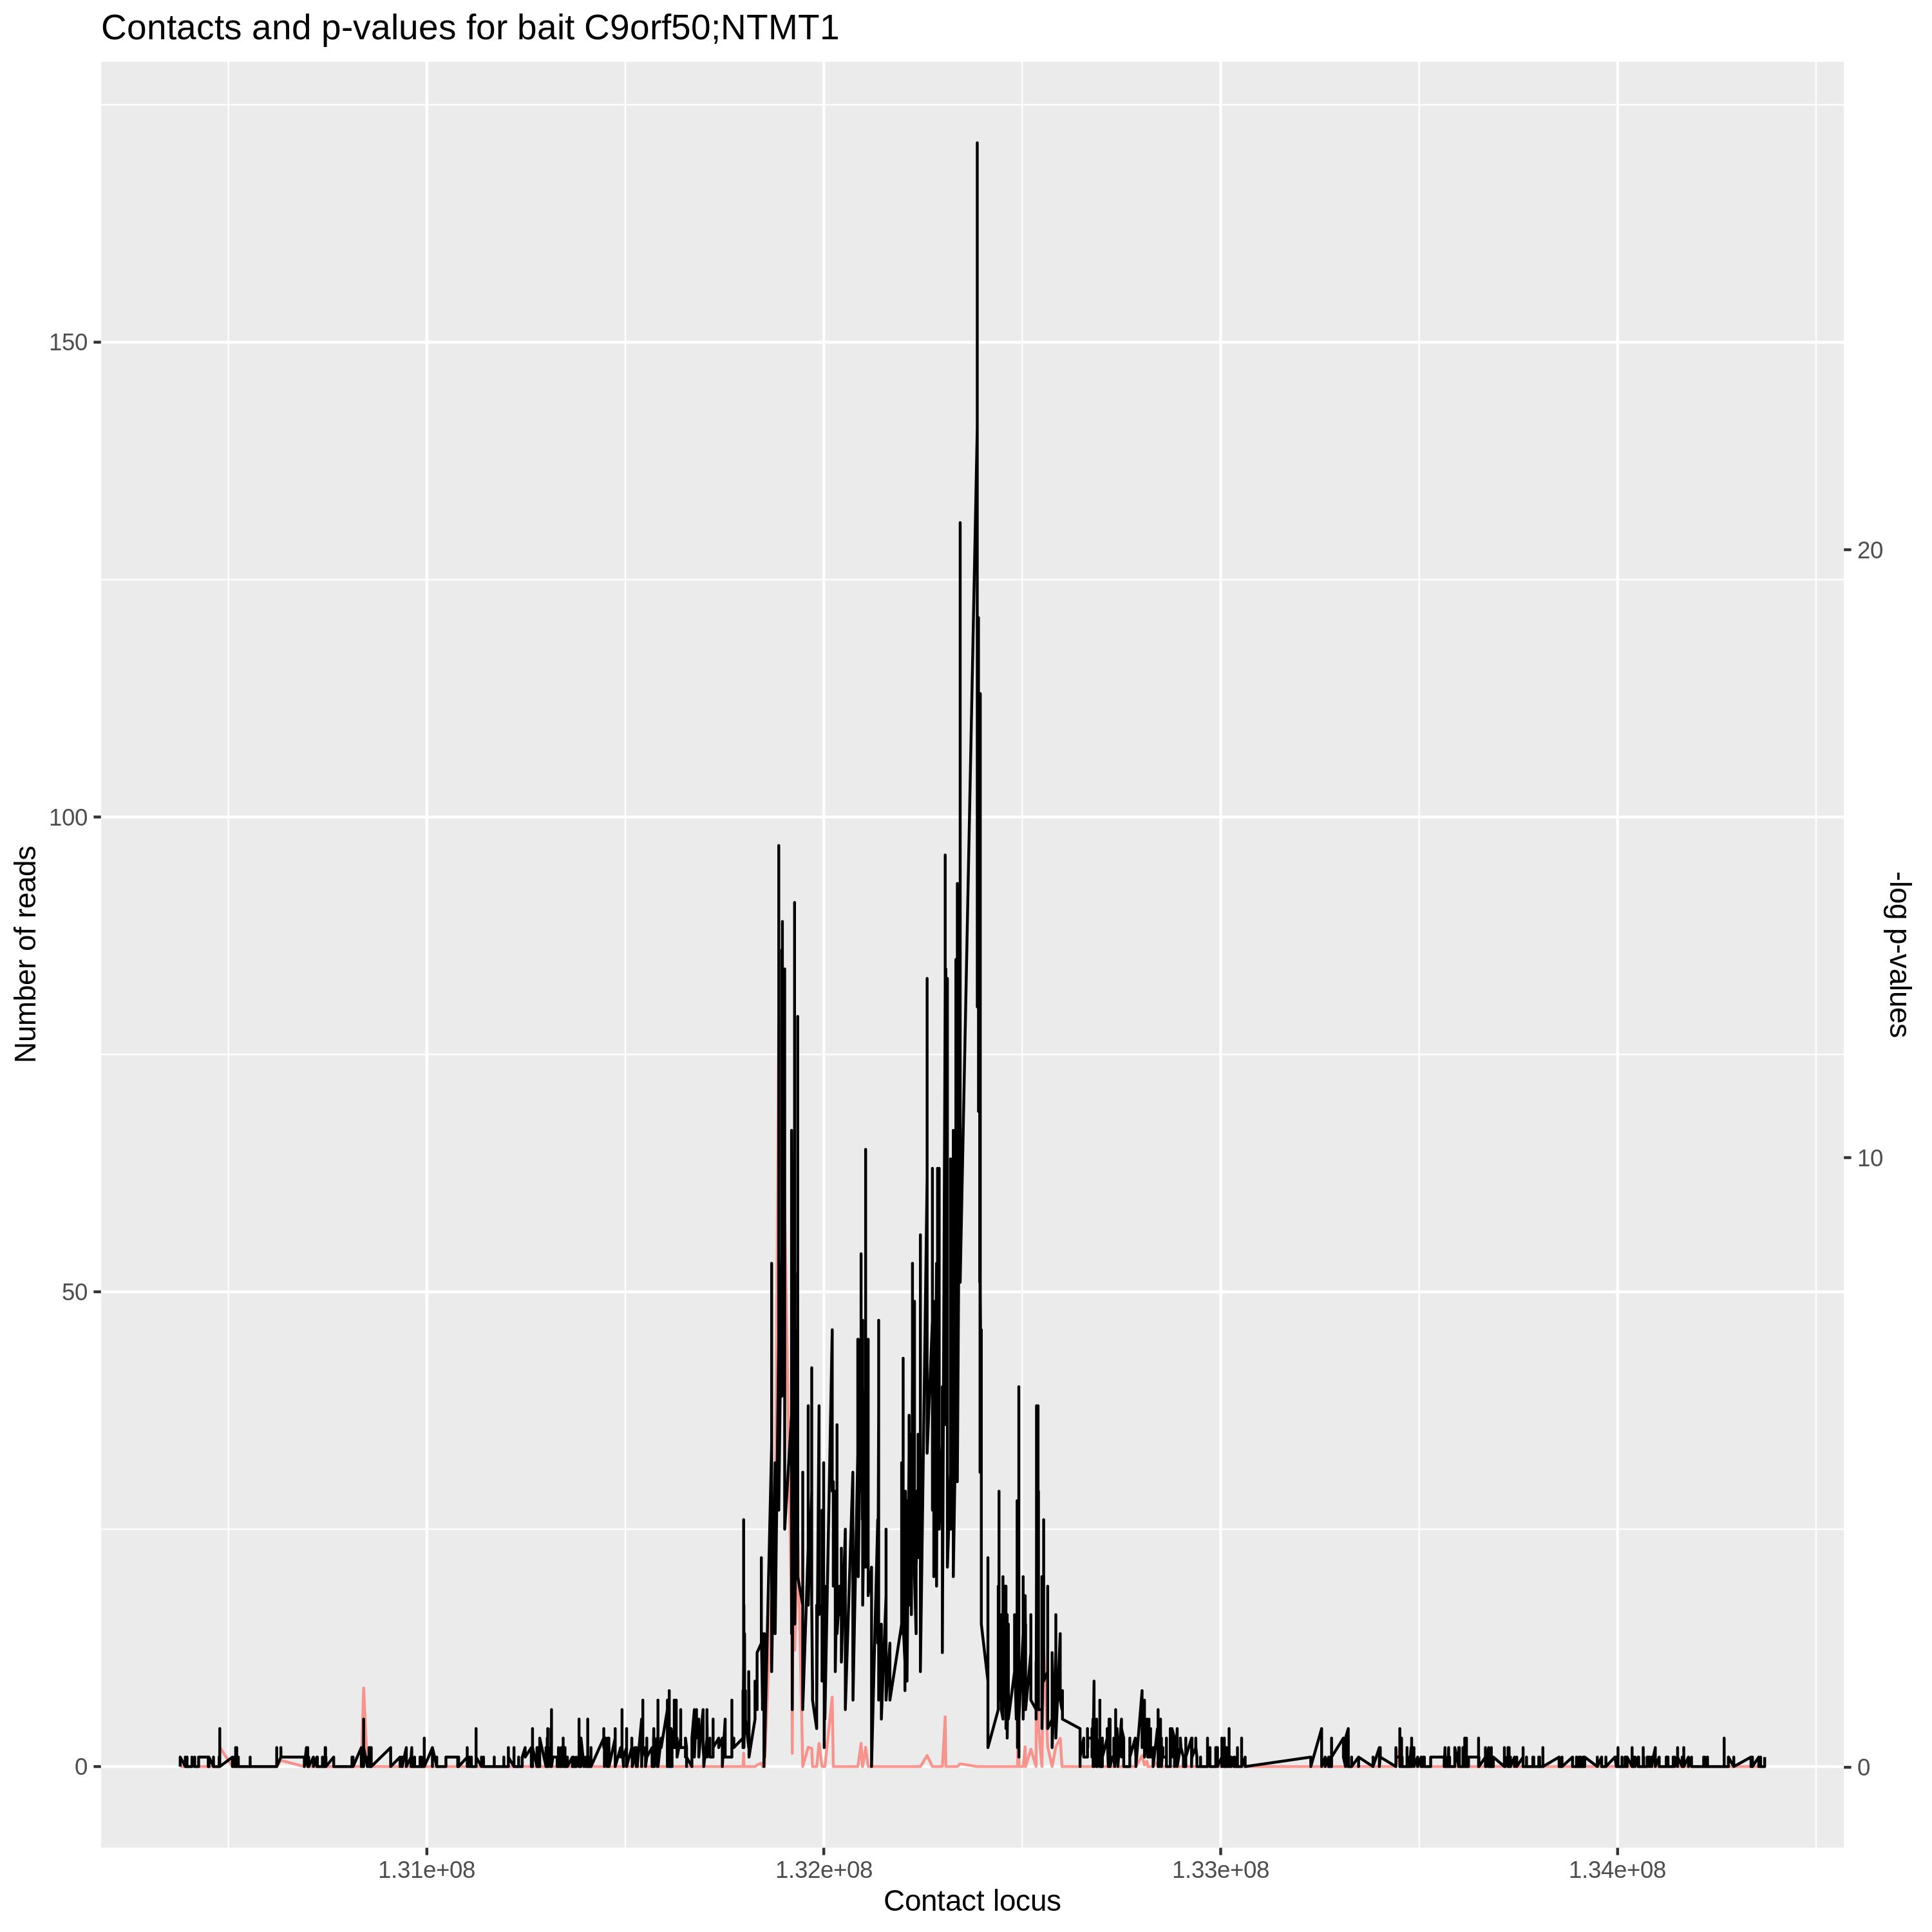 Contacts and p-values for bait C9orf50;NTMT1
150
100
50
0
Number of reads
20
10
0
-log p-values
1.31e+08
1.32e+08
1.33e+08
1.34e+08
Contact locus